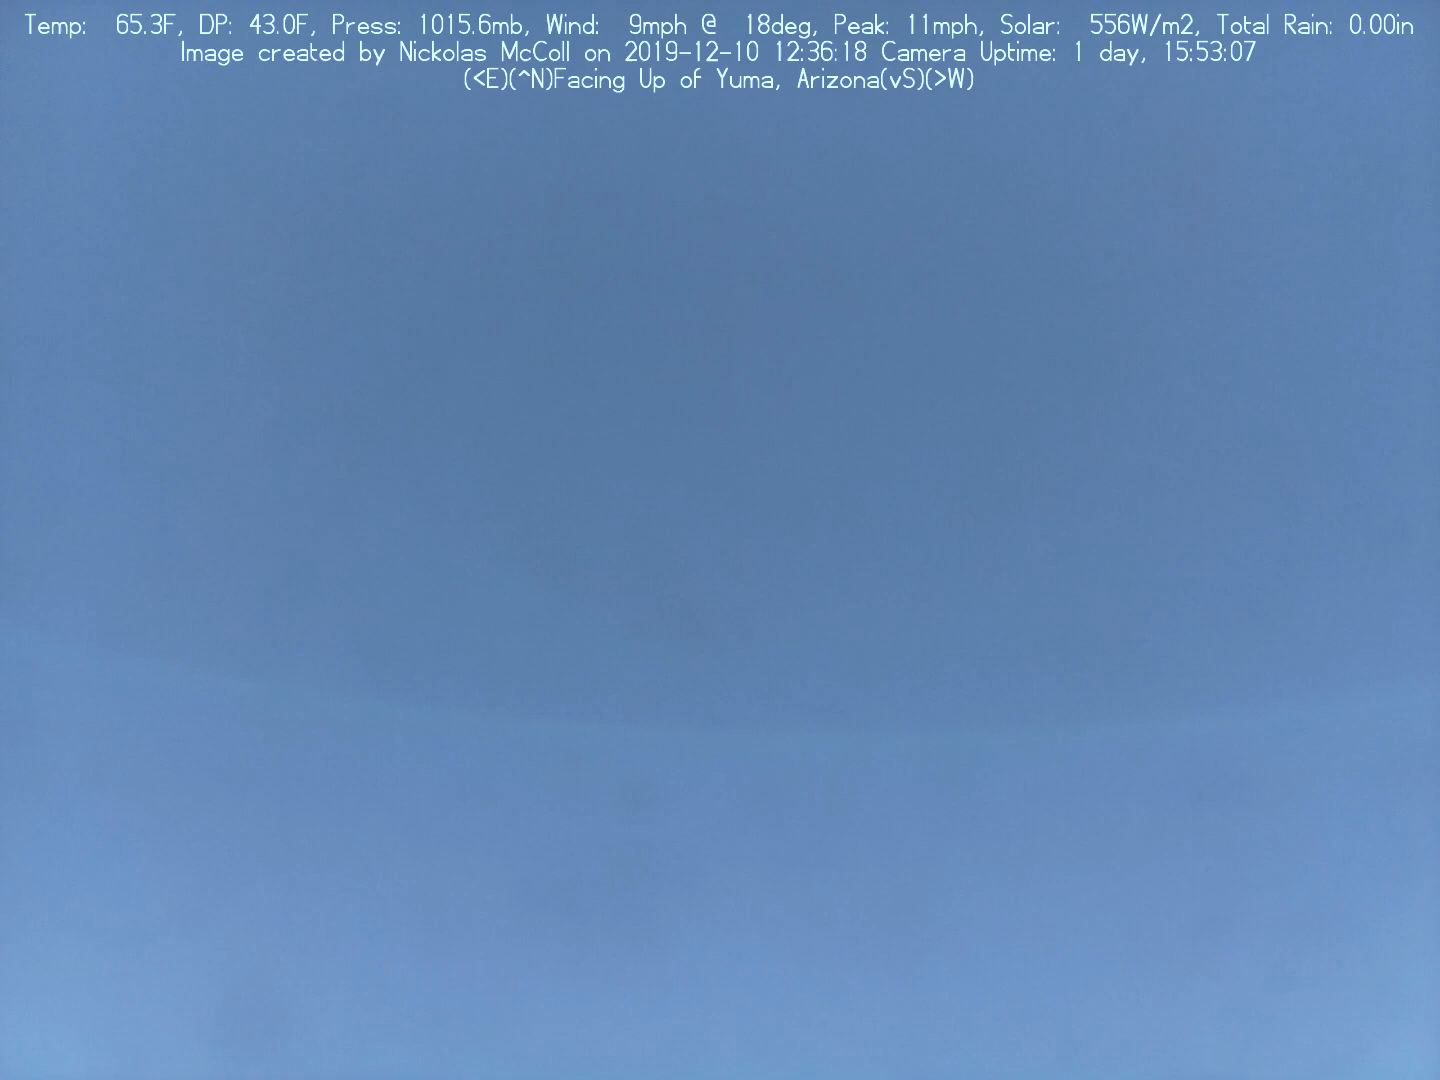 Temp:  65.3F, DP: 43.0F, Press: 1015.6mb, Wind:  9mph @  18deg, Peak: 11mph, Solar:  556W/m2, Total Rain: 0.00in
Image created by Nickolas McColl on 2019-12-10 12:36:18 Camera Uptime: 1 day, 15:53:07
(<E)(^N)Facing Up of Yuma, Arizona(vS)(>W)